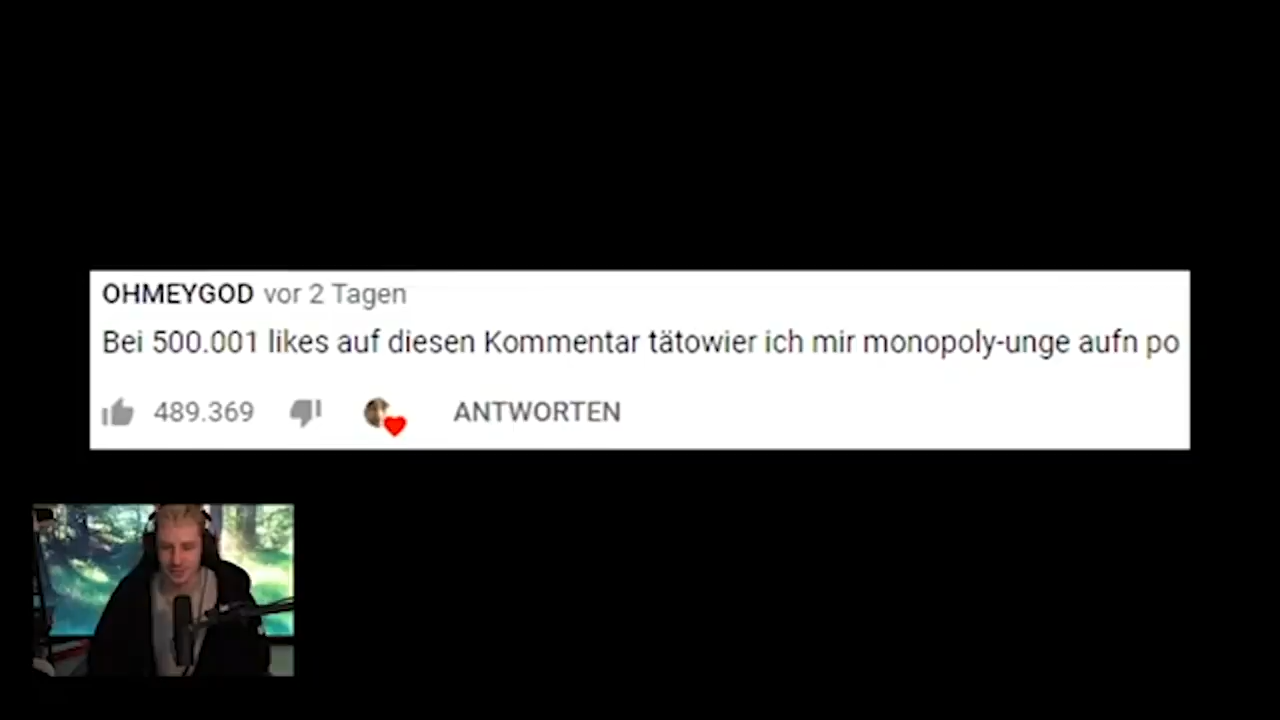 OHMEYGOD vor 2 Tagen
Bei 500.001 likes auf diesen Kommentar tätowier ich mir monopoly-unge aufn po
489.369 ANTWORTEN